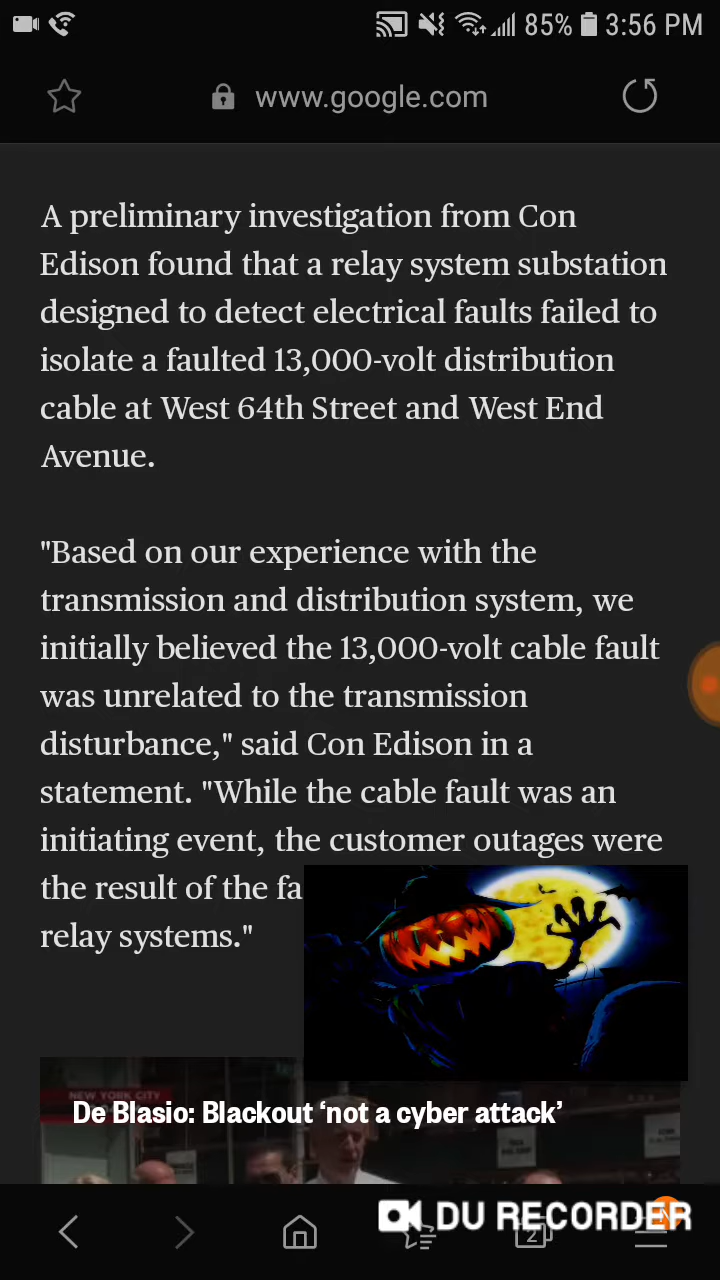 85% 3:56 PM
www.google.com
A preliminary investigation from Con
Edison found that a relay system substation
designed to detect electrical faults failed to
isolate a faulted 13,000-volt distribution
cable at West 64th Street and West End
Avenue.
"Based on our experience with the
transmission and distribution system, we
initially believed the 13,000-volt cable fault
was unrelated to the transmission
disturbance," said Con Edison in a
statement. "While the cable fault was an
initiating event, the customer outages were
the result of the fa
relay systems."
NEW YORK CITY
De Blasio: Blackout ‘not a cyber attack’
DU RECORDER
2
N